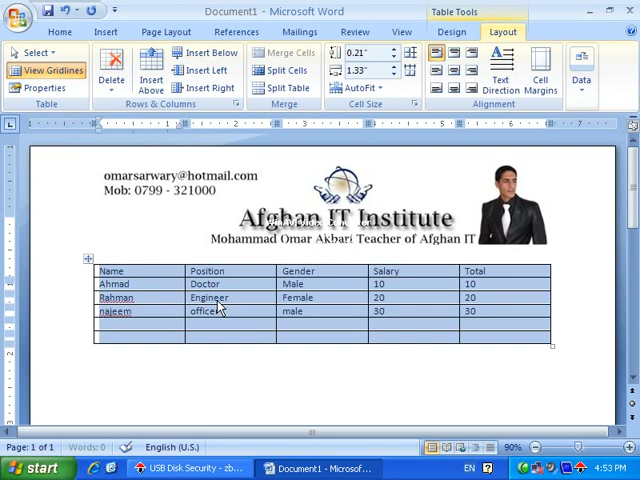 Document1 - Microsoft Word
Table Tools
Home Insert Page Layout References Mailings Review View Design Layout
Select
View Gridlines
Properties
Table
Delete
Insert Above
Insert Below
Insert Left
Insert Right
Rows & Columns
Merge Cells
Split Cells
Split Table
Merge
0.21"
1.33"
AutoFit
Cell Size
Text Direction
Cell Margins
Alignment
Data
omarsarwary@hotmail.com
Mob: 0799 - 321000
Afghan IT Institute
Mohammad Omar Akbari Teacher of Afghan IT
Name Position Gender Salary Total
Ahmad Doctor Male 10 10
Rahman Engineer Female 20 20
najeem office male 30 30
Page: 1 of 1 Words: 0 English (U.S.) 90%
start USB Disk Security - zb... Document1 - Microsof... EN 4:53 PM